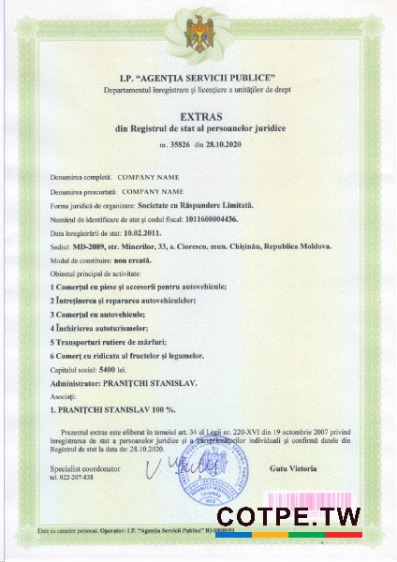 I.P. "AGENȚIA SERVICII PUBLICE"
Departamentul înregistrare și licențiere a unităților de drept
EXTRAS
din Registrul de stat al persoanelor juridice
nr. 35826 din 28.10.2020
Denumirea completă: COMPANY NAME
Denumirea prescurtată: COMPANY NAME
Forma juridică de organizare: Societate cu Răspundere Limitată.
Numărul de identificare de stat și codul fiscal: 1011600004436.
Data înregistrării de stat: 10.02.2011.
Sediul: MD-2089, str. Minerilor, 33, s. Ciorescu, mun. Chișinău, Republica Moldova.
Modul de constituire: nou creată.
Obiectul principal de activitate:
1 Comerțul cu piese și accesorii pentru autovehicule;
2 Întreținerea și repararea autovehiculelor;
3 Comerțul cu autovehicule;
4 Închirierea autoturismelor;
5 Transporturi rutiere de mărfuri;
6 Comerț cu ridicata al fructelor și legumelor.
Capitalul social: 5400 lei.
Administrator: PRANIȚCHI STANISLAV.
Asociați:
1. PRANIȚCHI STANISLAV 100 %.
Prezentul extras este eliberat în temeiul art. 34 al Legii nr. 220-XVI din 19 octombrie 2007 privind
înregistrarea de stat a persoanelor juridice și a întreprinzătorilor individuali și confirmă datele din
Registrul de stat la data de: 28.10.2020.
Specialist coordonator
Gutu Victoria
tel. 022-207-838
COTPE.TW
Date cu caracter personal. Operator: I.P. "Agenția Servicii Publice"